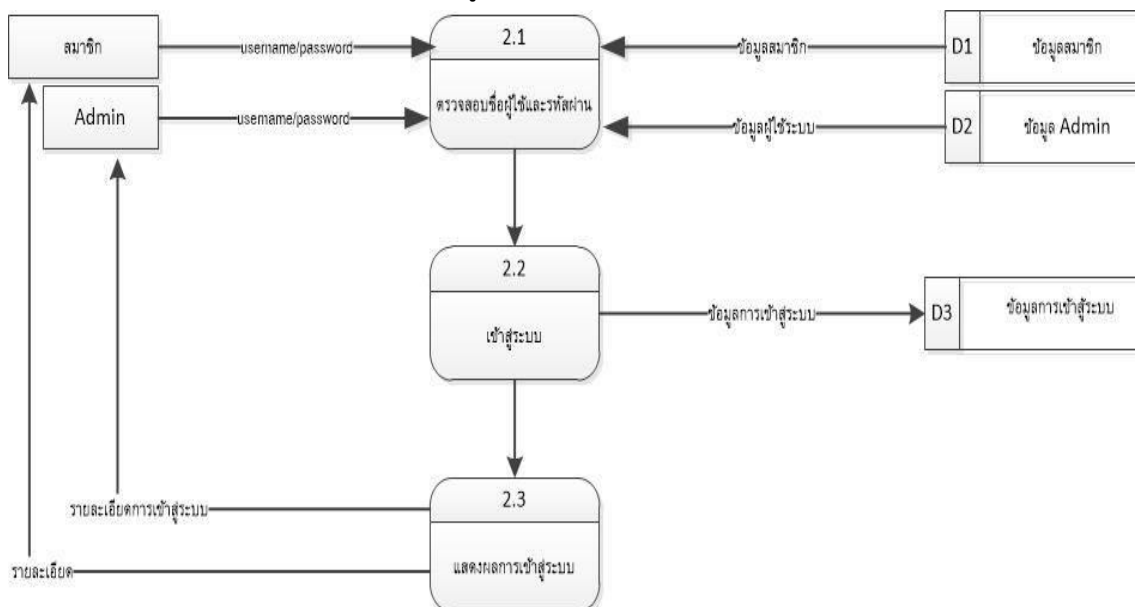 สมาชิก
username/password
2.1
ข้อมูลสมาชิก
D1
ข้อมูลสมาชิก
Admin
username/password
ตรวจสอบชื่อผู้ใช้และรหัสผ่าน
ข้อมูลผู้ใช้ระบบ
D2
ข้อมูล Admin
2.2
เข้าสู่ระบบ
ข้อมูลการเข้าสู่ระบบ
D3
ข้อมูลการเข้าสู่ระบบ
2.3
รายละเอียดการเข้าสู่ระบบ
แสดงผลการเข้าสู่ระบบ
รายละเอียด